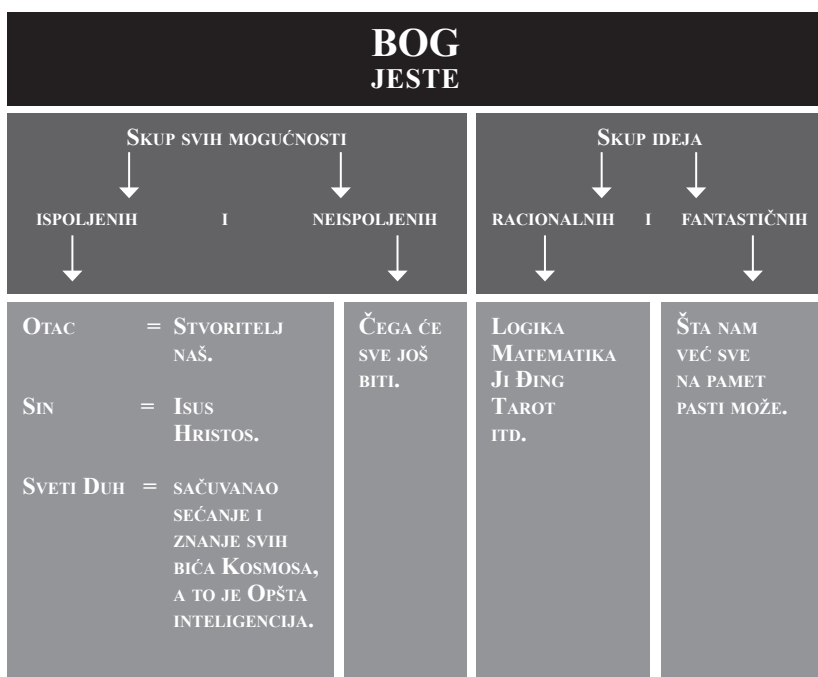 BOG
JESTE
SKUP SVIH MOGUĆNOSTI
ISPOLJENIH I NEISPOLJENIH
OTAC = STVORITELJ
NAŠ.
SIN = ISUS
HRISTOS.
SVETI DUH = SAČUVANAO
SEĆANJE I
ZNANJE SVIH
BIĆA KOSMOSA,
A TO JE OPŠTA
INTELIGENCIJA.
ČEGA ĆE
SVE JOŠ
BITI.
SKUP IDEJA
RACIONALNIH I FANTASTIČNIH
LOGIKA
MATEMATIKA
JI ĐING
TAROT
ITD.
ŠTA NAM
VEĆ SVE
NA PAMET
PASTI MOŽE.